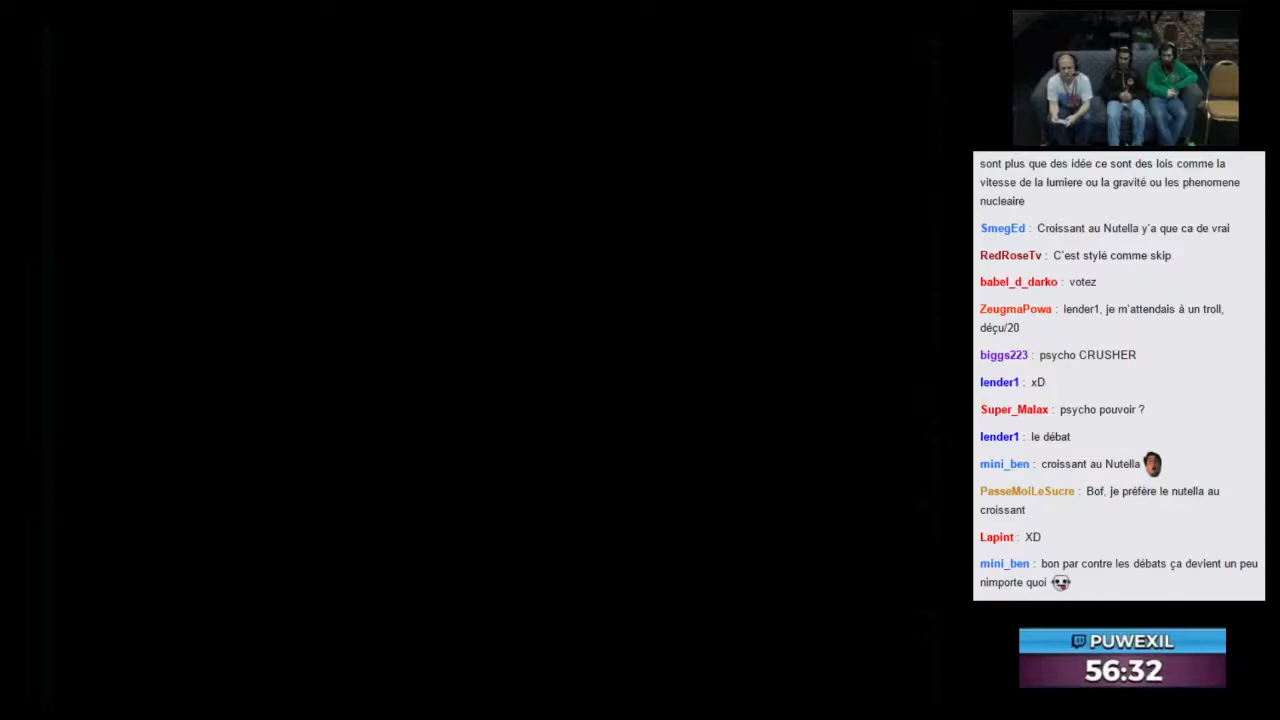 sont plus que des idée ce sont des lois comme la
vitesse de la lumiere ou la gravité ou les phenomene
nucleaire
SmegEd : Croissant au Nutella y'a que ca de vrai
RedRoseTv : C'est stylé comme skip
babel_d_darko : votez
ZeugmaPowa : lender1, je m'attendais à un troll,
déçu/20
biggs223 : psycho CRUSHER
lender1 : xD
Super_Malax : psycho pouvoir ?
lender1 : le débat
mini_ben : croissant au Nutella
PasseMoiLeSucre : Bof, je préfère le nutella au
croissant
Lapint : XD
mini_ben : bon par contre les débats ça devient un peu
nimporte quoi
PUWEXIL
56:32